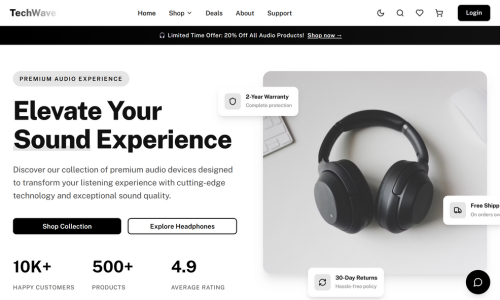 TechWave
Home Shop Deals About Support
Login
Limited Time Offer: 20% Off All Audio Products! Shop now →
PREMIUM AUDIO EXPERIENCE
Elevate Your
Sound Experience
Discover our collection of premium audio devices designed
to transform your listening experience with cutting-edge
technology and exceptional sound quality.
Shop Collection
Explore Headphones
10K+
HAPPY CUSTOMERS
500+
PRODUCTS
4.9
AVERAGE RATING
2-Year Warranty
Complete protection
Free Shipp
On orders ov
30-Day Returns
Hassle-free policy